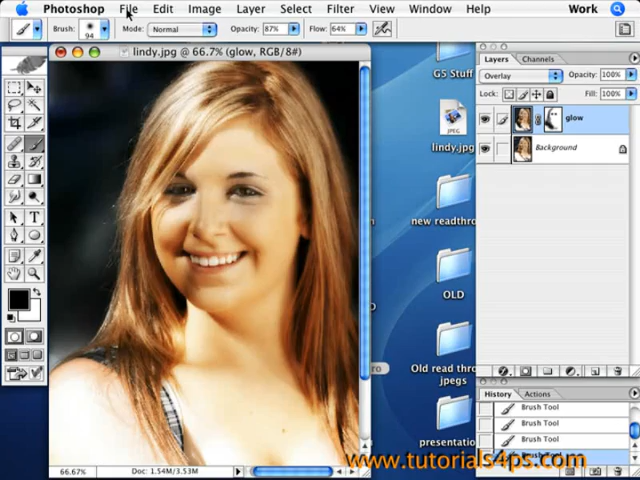 Photoshop File Edit Image Layer Select Filter View Window Help Work
Brush: 94 Mode: Normal Opacity: 87% Flow: 64%
lindy.jpg @ 66.7% (glow, RGB/8#)
G5 Stuff
JPEG
lindy.jpg
new readthro
OLD
Old read thro
jpegs
presentation
Layers Channels
Overlay Opacity: 100%
Lock: Fill: 100%
glow
Background
History Actions
Brush Tool
Brush Tool
Brush Tool
Brush Tool
66.67% Doc: 1.54M/3.53M
www.tutorials4ps.com